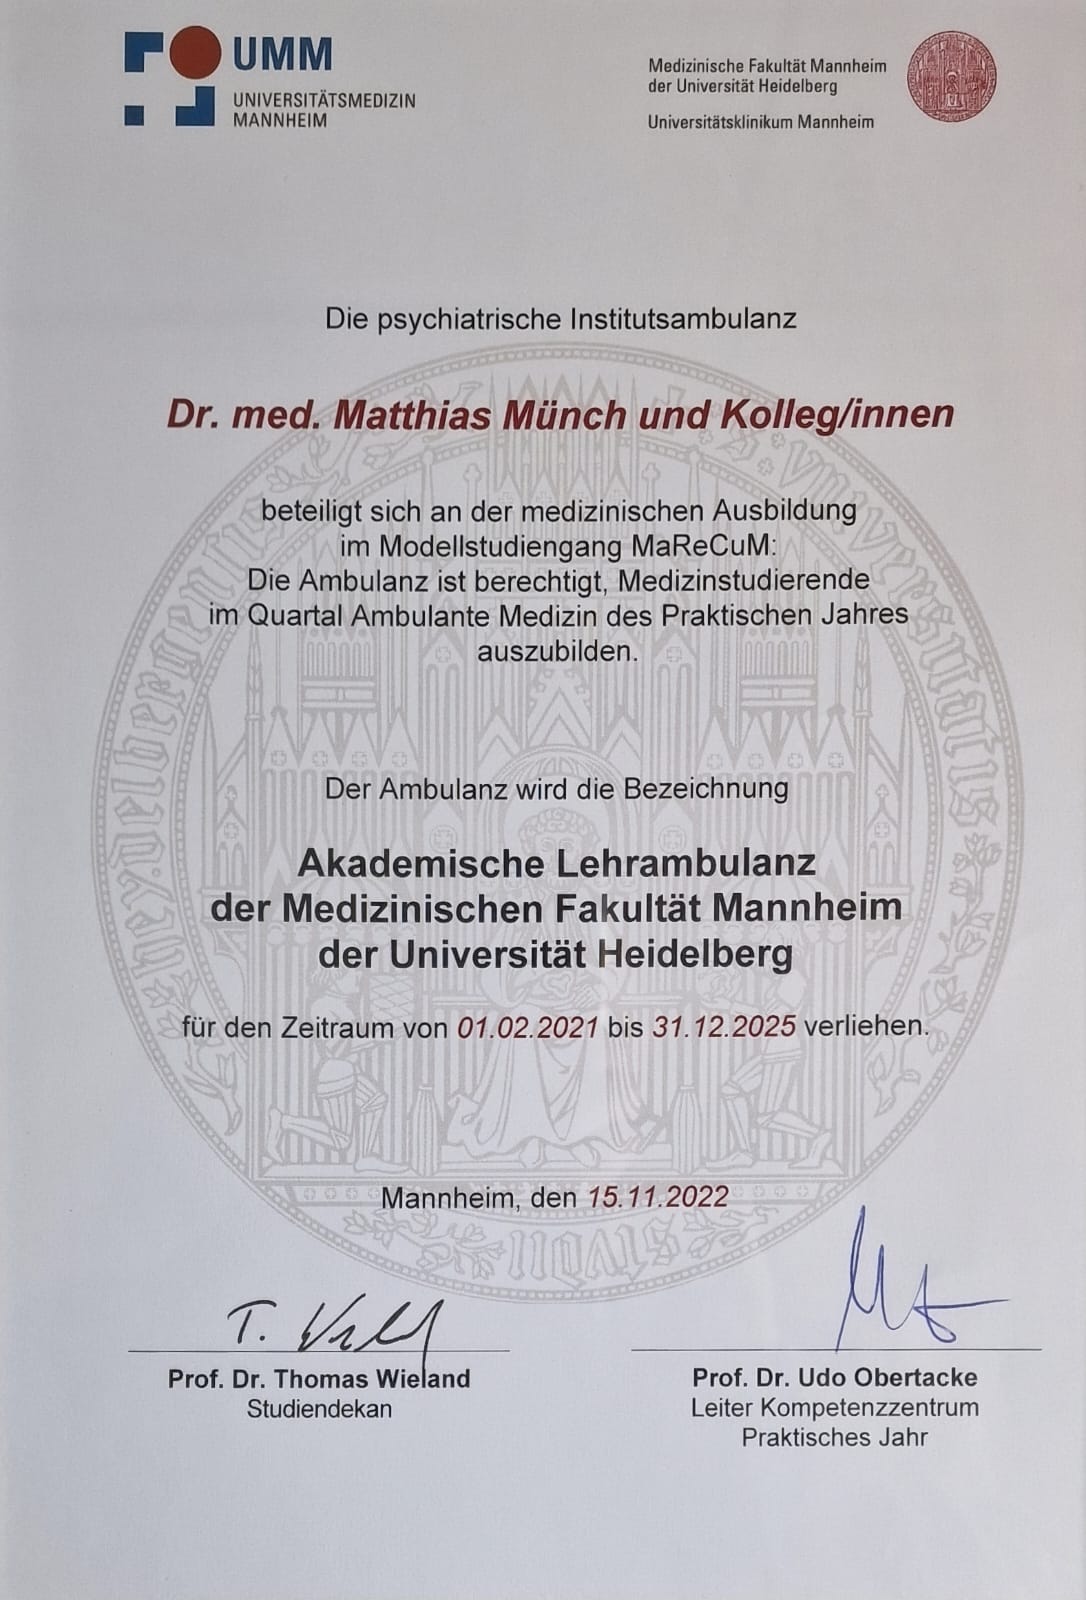 UMM
UNIVERSITÄTSMEDIZIN
MANNHEIM
Medizinische Fakultät Mannheim
der Universität Heidelberg
Universitätsklinikum Mannheim
Die psychiatrische Institutsambulanz
Dr. med. Matthias Münch und Kolleg/innen
beteiligt sich an der medizinischen Ausbildung
im Modellstudiengang MaReCuM:
Die Ambulanz ist berechtigt, Medizinstudierende
im Quartal Ambulante Medizin des Praktischen Jahres
auszubilden.
Der Ambulanz wird die Bezeichnung
Akademische Lehrambulanz
der Medizinischen Fakultät Mannheim
der Universität Heidelberg
für den Zeitraum von 01.02.2021 bis 31.12.2025 verliehen.
Mannheim, den 15.11.2022
Prof. Dr. Thomas Wieland
Studiendekan
Prof. Dr. Udo Obertacke
Leiter Kompetenzzentrum
Praktisches Jahr